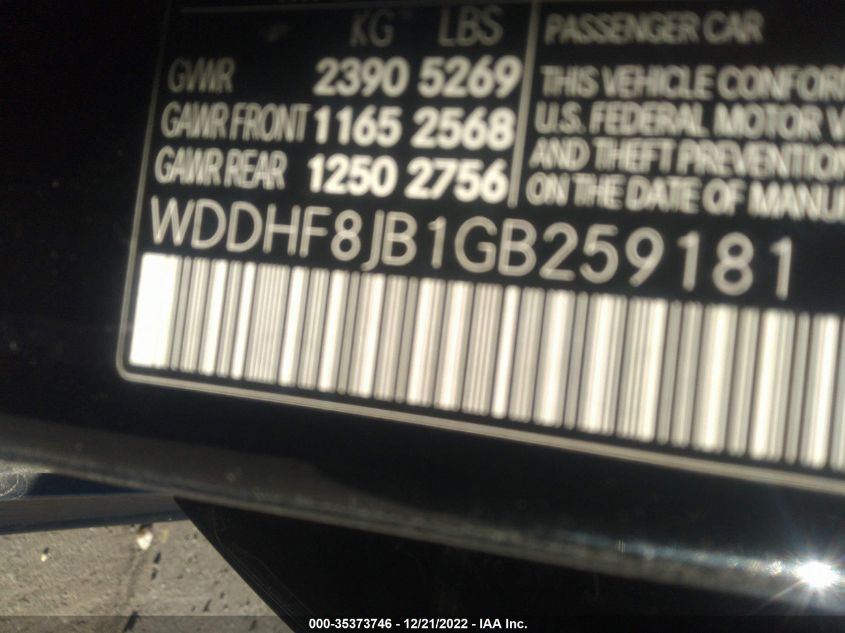 KG LBS
GVWR 2390 5269
GAWR FRONT 1165 2568
GAWR REAR 1250 2756
PASSENGER CAR
THIS VEHICLE CONFOR
U.S. FEDERAL MOTOR V
AND THEFT PREVENTION
ON THE DATE OF MANU
WDDHF8JB1GB259181
000-35373746 - 12/21/2022 - IAA Inc.